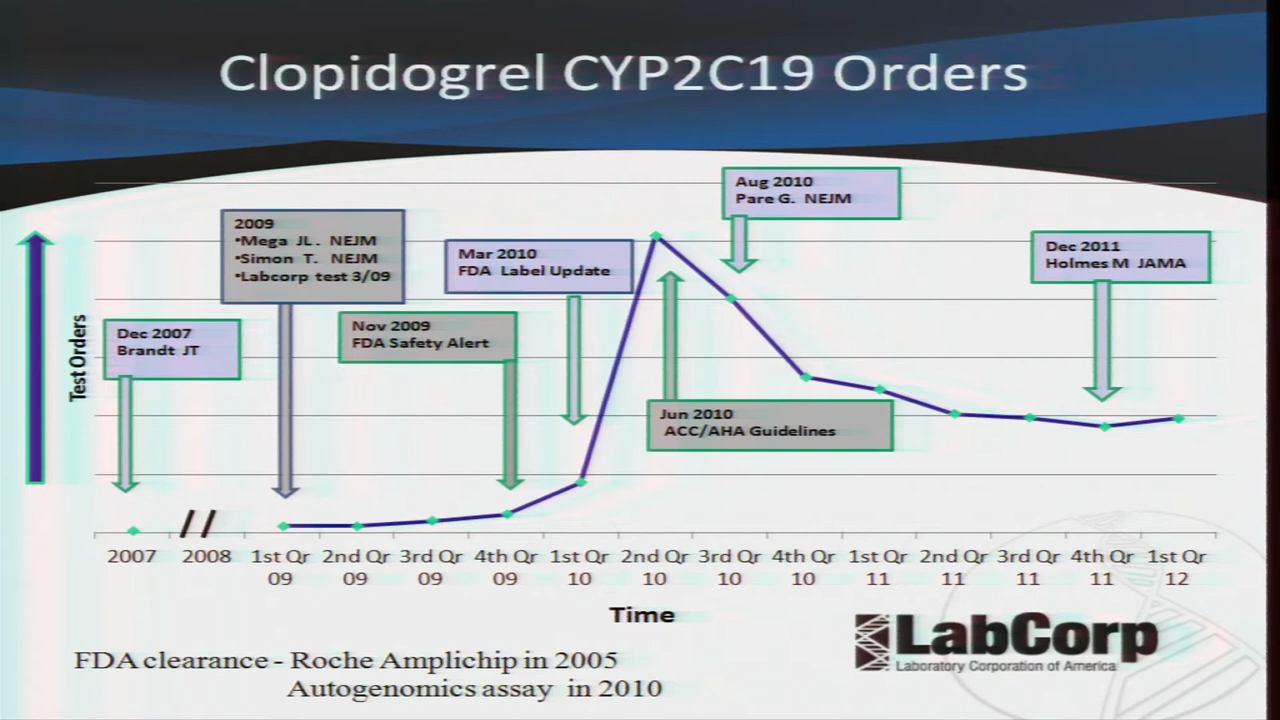 Clopidogrel CYP2C19 Orders
Aug 2010
Pare G. NEJM
2009
•Mega JL. NEJM
•Simon T. NEJM
•Labcorp test 3/09
Mar 2010
FDA Label Update
Dec 2011
Holmes M JAMA
Dec 2007
Brandt JT
Nov 2009
FDA Safety Alert
Test Orders
Jun 2010
ACC/AHA Guidelines
2007 2008 1st Qr 2nd Qr 3rd Qr 4th Qr 1st Qr 2nd Qr 3rd Qr 4th Qr 1st Qr 2nd Qr 3rd Qr 4th Qr 1st Qr
09 09 09 09 10 10 10 10 11 11 11 11 12
Time
FDA clearance - Roche Amplichip in 2005
Autogenomics assay in 2010
LabCorp
Laboratory Corporation of America